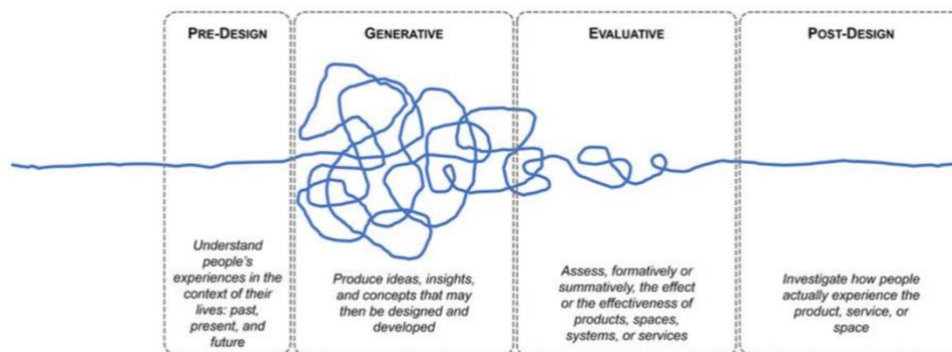 PRE-DESIGN
Understand
people's
experiences in the
context of their
lives: past,
present, and
future
GENERATIVE
Produce ideas, insights,
and concepts that may
then be designed and
developed
EVALUATIVE
Assess, formatively or
summatively, the effect
or the effectiveness of
products, spaces,
systems, or services
POST-DESIGN
Investigate how people
actually experience the
product, service, or
space